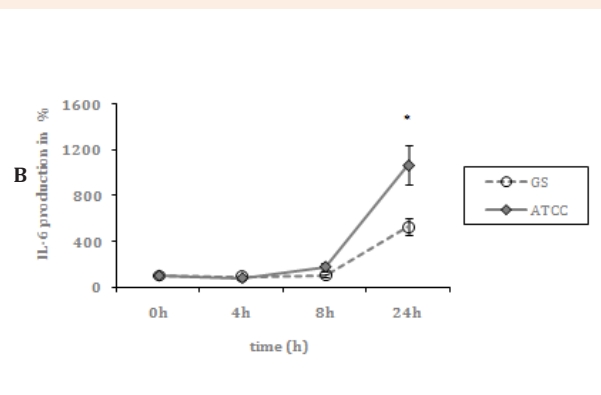 B
IL-6 production in %
1600
1200
800
400
0
*
0h 4h 8h 24h
time (h)
GS
ATCC